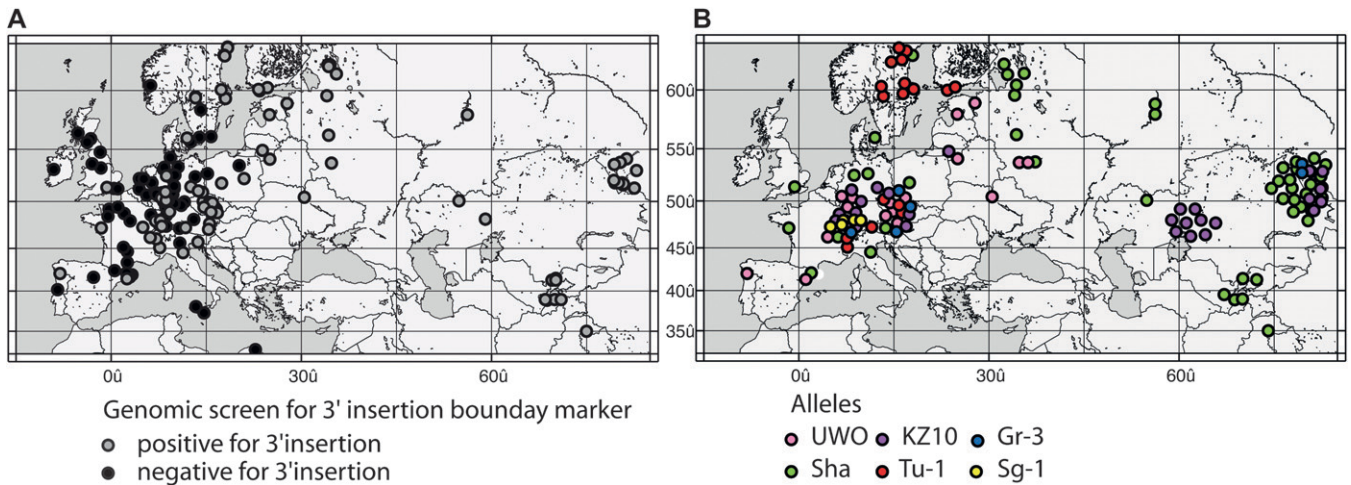 A B
60û
55û
50û
45û
40û
35û
0û 30û 60û 0û 30û 60û
Genomic screen for 3' insertion bounday marker
positive for 3'insertion
negative for 3'insertion
Alleles
UWO KZ10 Gr-3
Sha Tu-1 Sg-1